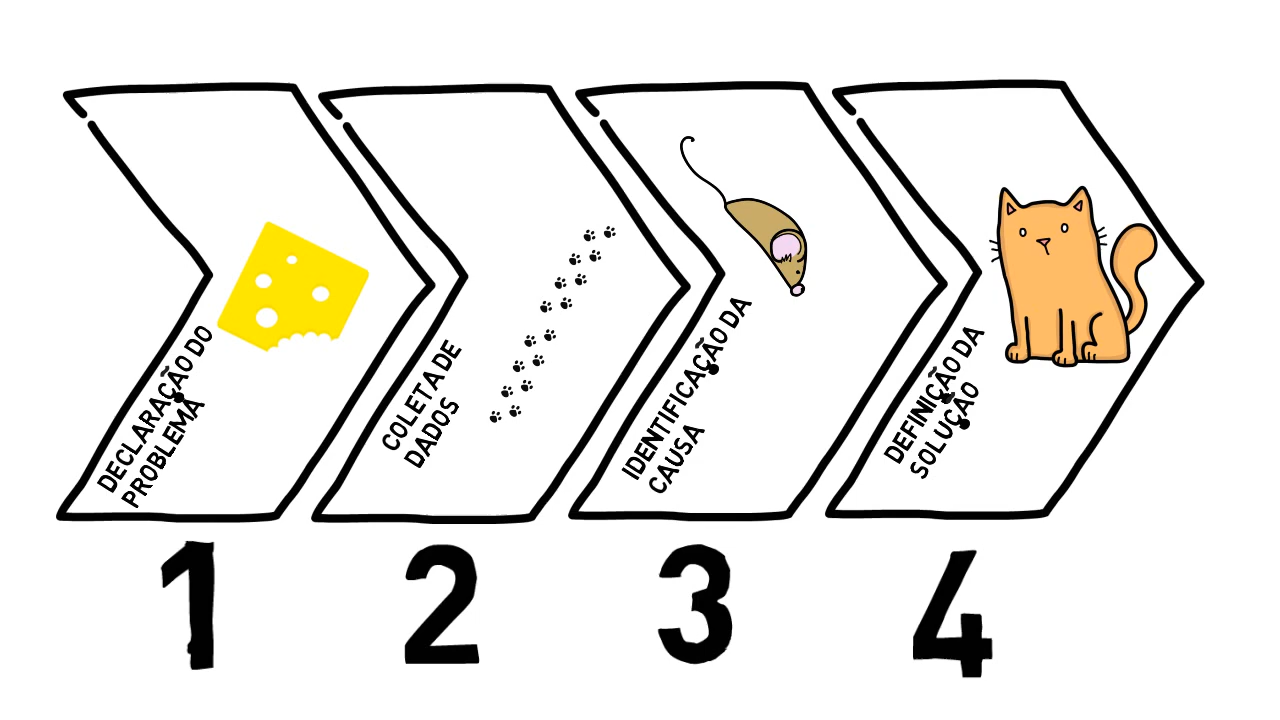 DECLARAÇÃO DO
PROBLEMA
COLETA DE
DADOS
IDENTIFICAÇÃO DA
CAUSA
DEFINIÇÃO DA
SOLUÇÃO
1
2
3
4